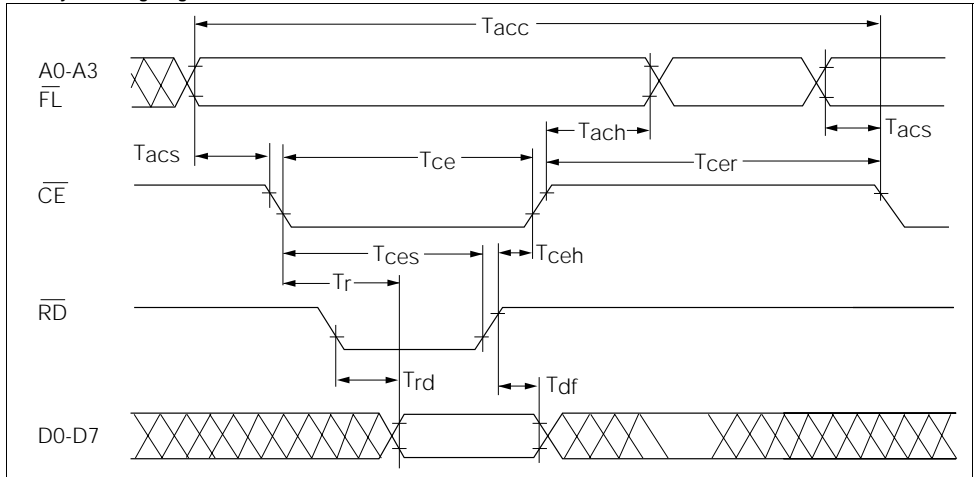 Tacc
A0-A3
FL
Tach
Tacs
Tacs
Tce
Tcer
CE
Tces
Tceh
Tr
RD
Trd
Tdf
D0-D7